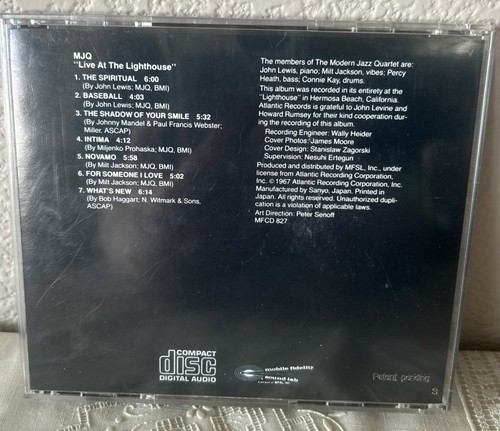 MJQ
"Live At The Lighthouse"
1. THE SPIRITUAL 6:00
(By John Lewis; MJQ, BMI)
2. BASEBALL 4:03
(By John Lewis; MJQ, BMI)
3. THE SHADOW OF YOUR SMILE 5:32
(By Johnny Mandel & Paul Francis Webster;
Miller, ASCAP)
4. INTIMA 4:12
(By Miljenko Prohaska; MJQ, BMI)
5. NOVAMO 5:58
(By Milt Jackson; MJQ, BMI)
6. FOR SOMEONE I LOVE 5:02
(By Milt Jackson; MJQ, BMI)
7. WHAT'S NEW 6:14
(By Bob Haggart; N. Witmark & Sons,
ASCAP)
The members of The Modern Jazz Quartet are:
John Lewis, piano; Milt Jackson, vibes; Percy
Heath, bass; Connie Kay, drums.
This album was recorded in its entirety at the
"Lighthouse" in Hermosa Beach, California.
Atlantic Records is grateful to John Levine and
Howard Rumsey for their kind cooperation dur-
ing the recording of this album.
Recording Engineer: Wally Heider
Cover Photos: James Moore
Cover Design: Stanislaw Zagorski
Supervision: Nesuhi Ertegun
Produced and distributed by MFSL, Inc., under
license from Atlantic Recording Corporation,
Inc. © 1967 Atlantic Recording Corporation.
Manufactured by Sanyo, Japan. Printed in
Japan. All rights reserved. Unauthorized dupli-
cation is a violation of applicable laws.
Art Direction: Peter Senoff
MFCD 827
COMPACT
disc
DIGITAL AUDIO
mobile fidelity
sound lab
Patent pending
S